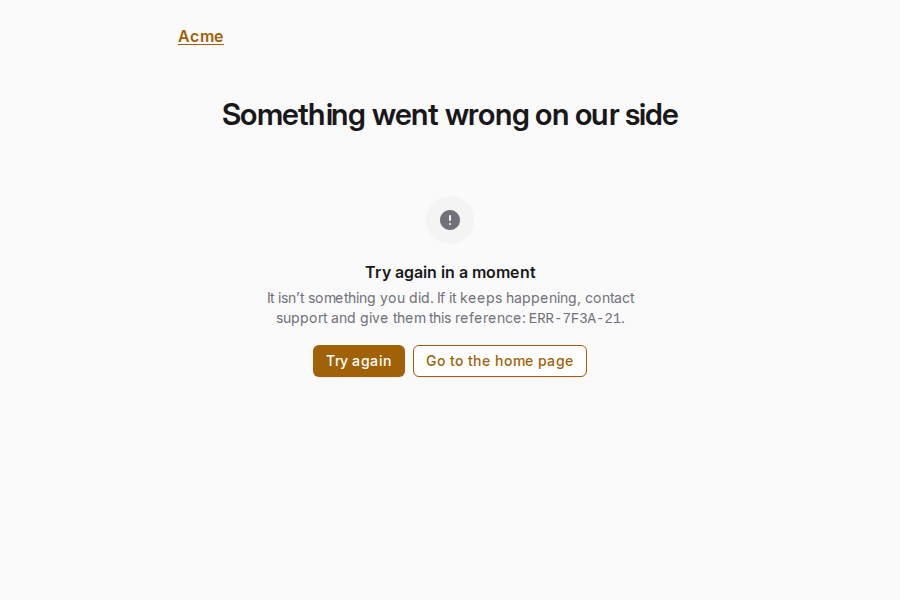 Acme
Something went wrong on our side
Try again in a moment
It isn’t something you did. If it keeps happening, contact
support and give them this reference: ERR-7F3A-21.
Try again
Go to the home page